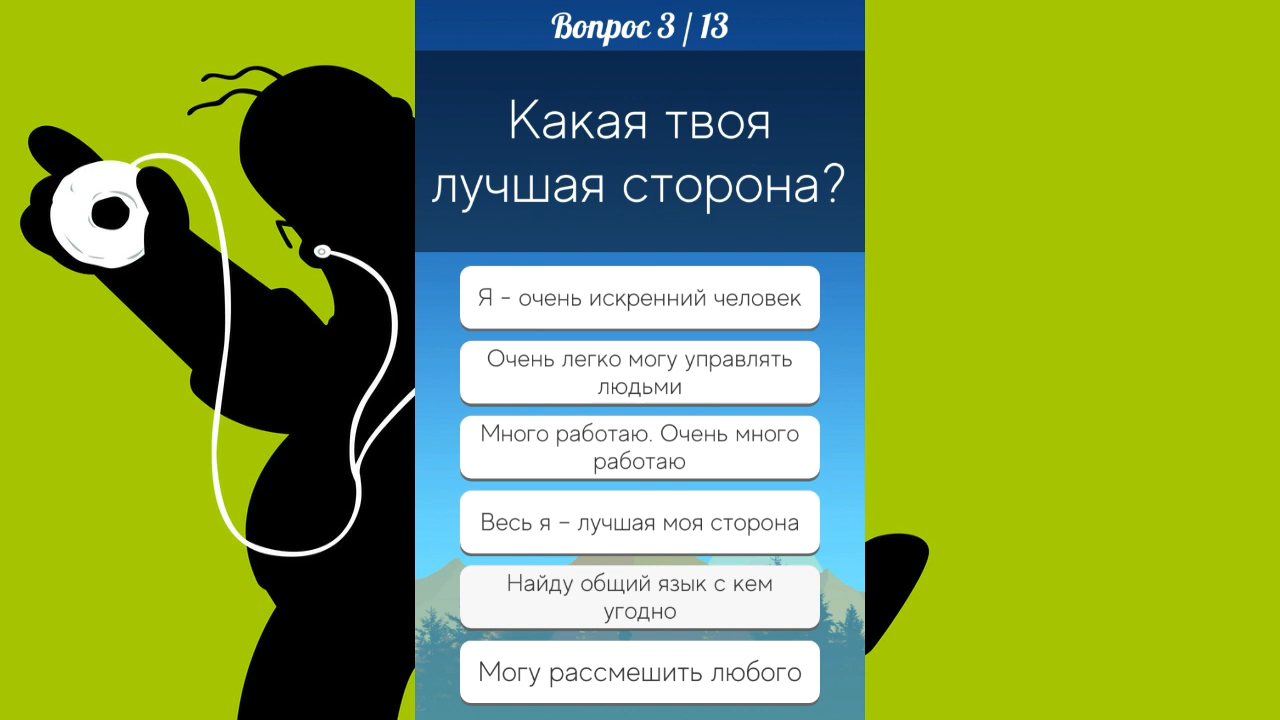 Вопрос 3 / 13
Какая твоя
лучшая сторона?
Я - очень искренний человек
Очень легко могу управлять
людьми
Много работаю. Очень много
работаю
Весь я – лучшая моя сторона
Найду общий язык с кем
угодно
Могу рассмешить любого